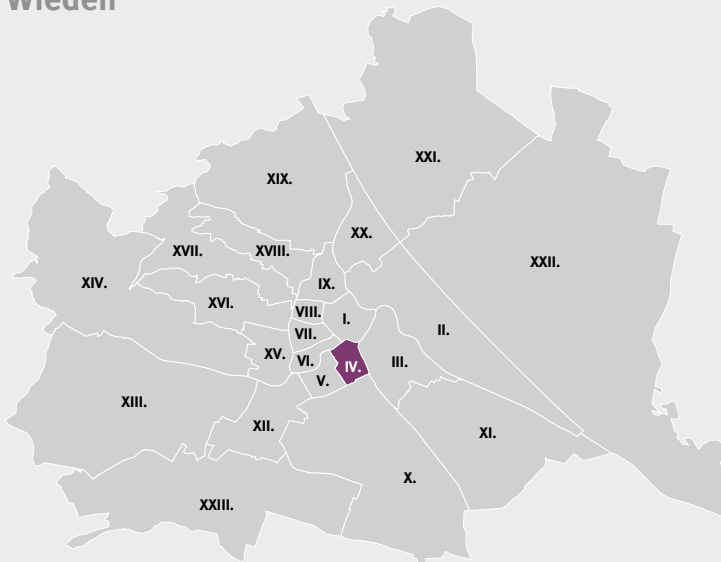 Wieden
XXI.
XIX.
XX.
XVII.
XVIII.
XXII.
XIV.
IX.
XVI.
VIII.
I.
II.
VII.
XV.
VI.
IV.
III.
V.
XIII.
XII.
XI.
X.
XXIII.